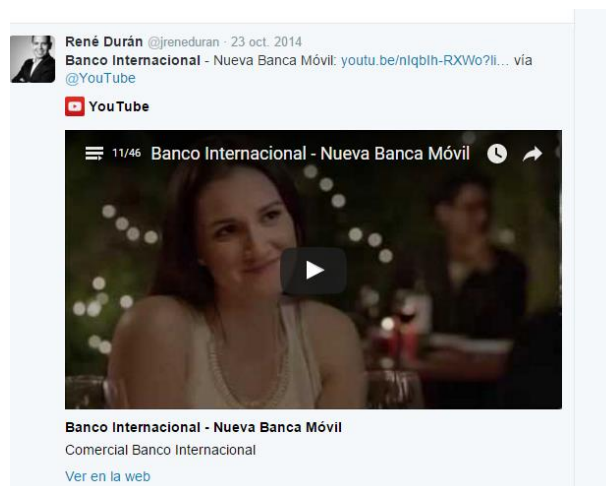 René Durán @jreneduran · 23 oct. 2014
Banco Internacional - Nueva Banca Móvil: youtu.be/nIqbIh-RXWo?li... vía
@YouTube
YouTube
11/46 Banco Internacional - Nueva Banca Móvil
Banco Internacional - Nueva Banca Móvil
Comercial Banco Internacional
Ver en la web